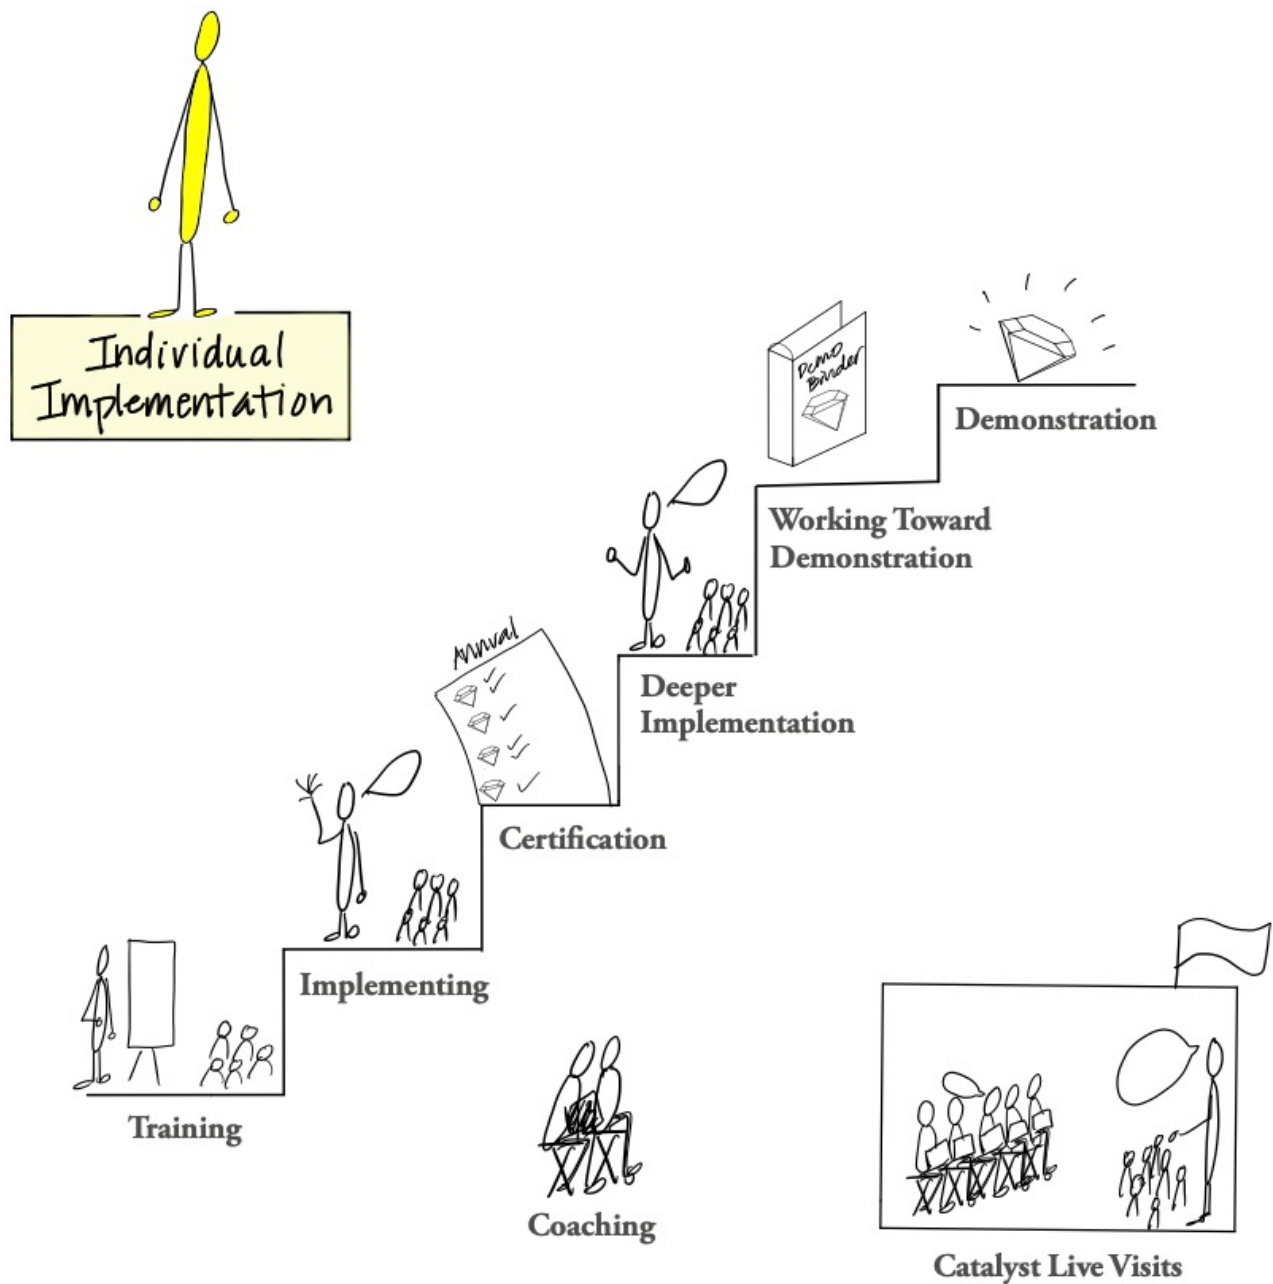 Individual
Implementation
Demo
Binder
Demonstration
Working Toward
Demonstration
Annual
Deeper
Implementation
Certification
Implementing
Training
Coaching
Catalyst Live Visits